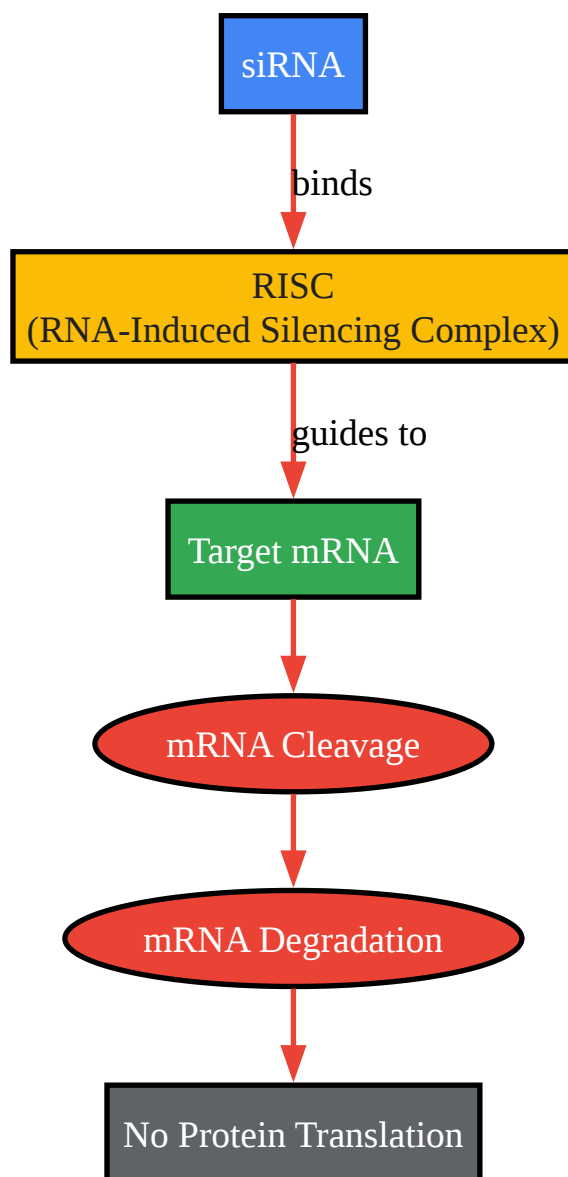 siRNA
binds
RISC
(RNA-Induced Silencing Complex)
guides to
Target mRNA
mRNA Cleavage
mRNA Degradation
No Protein Translation